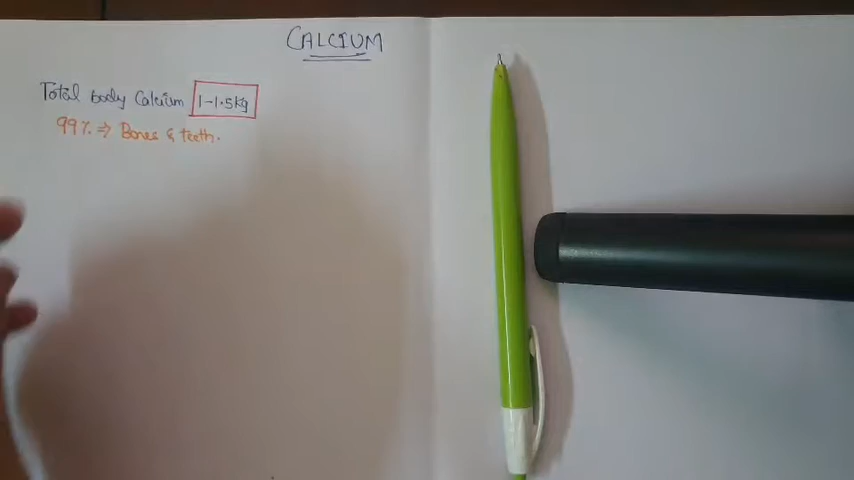 CALCIUM
Total body Calcium 1-1.5kg
99% ⇒ Bones & teeth.